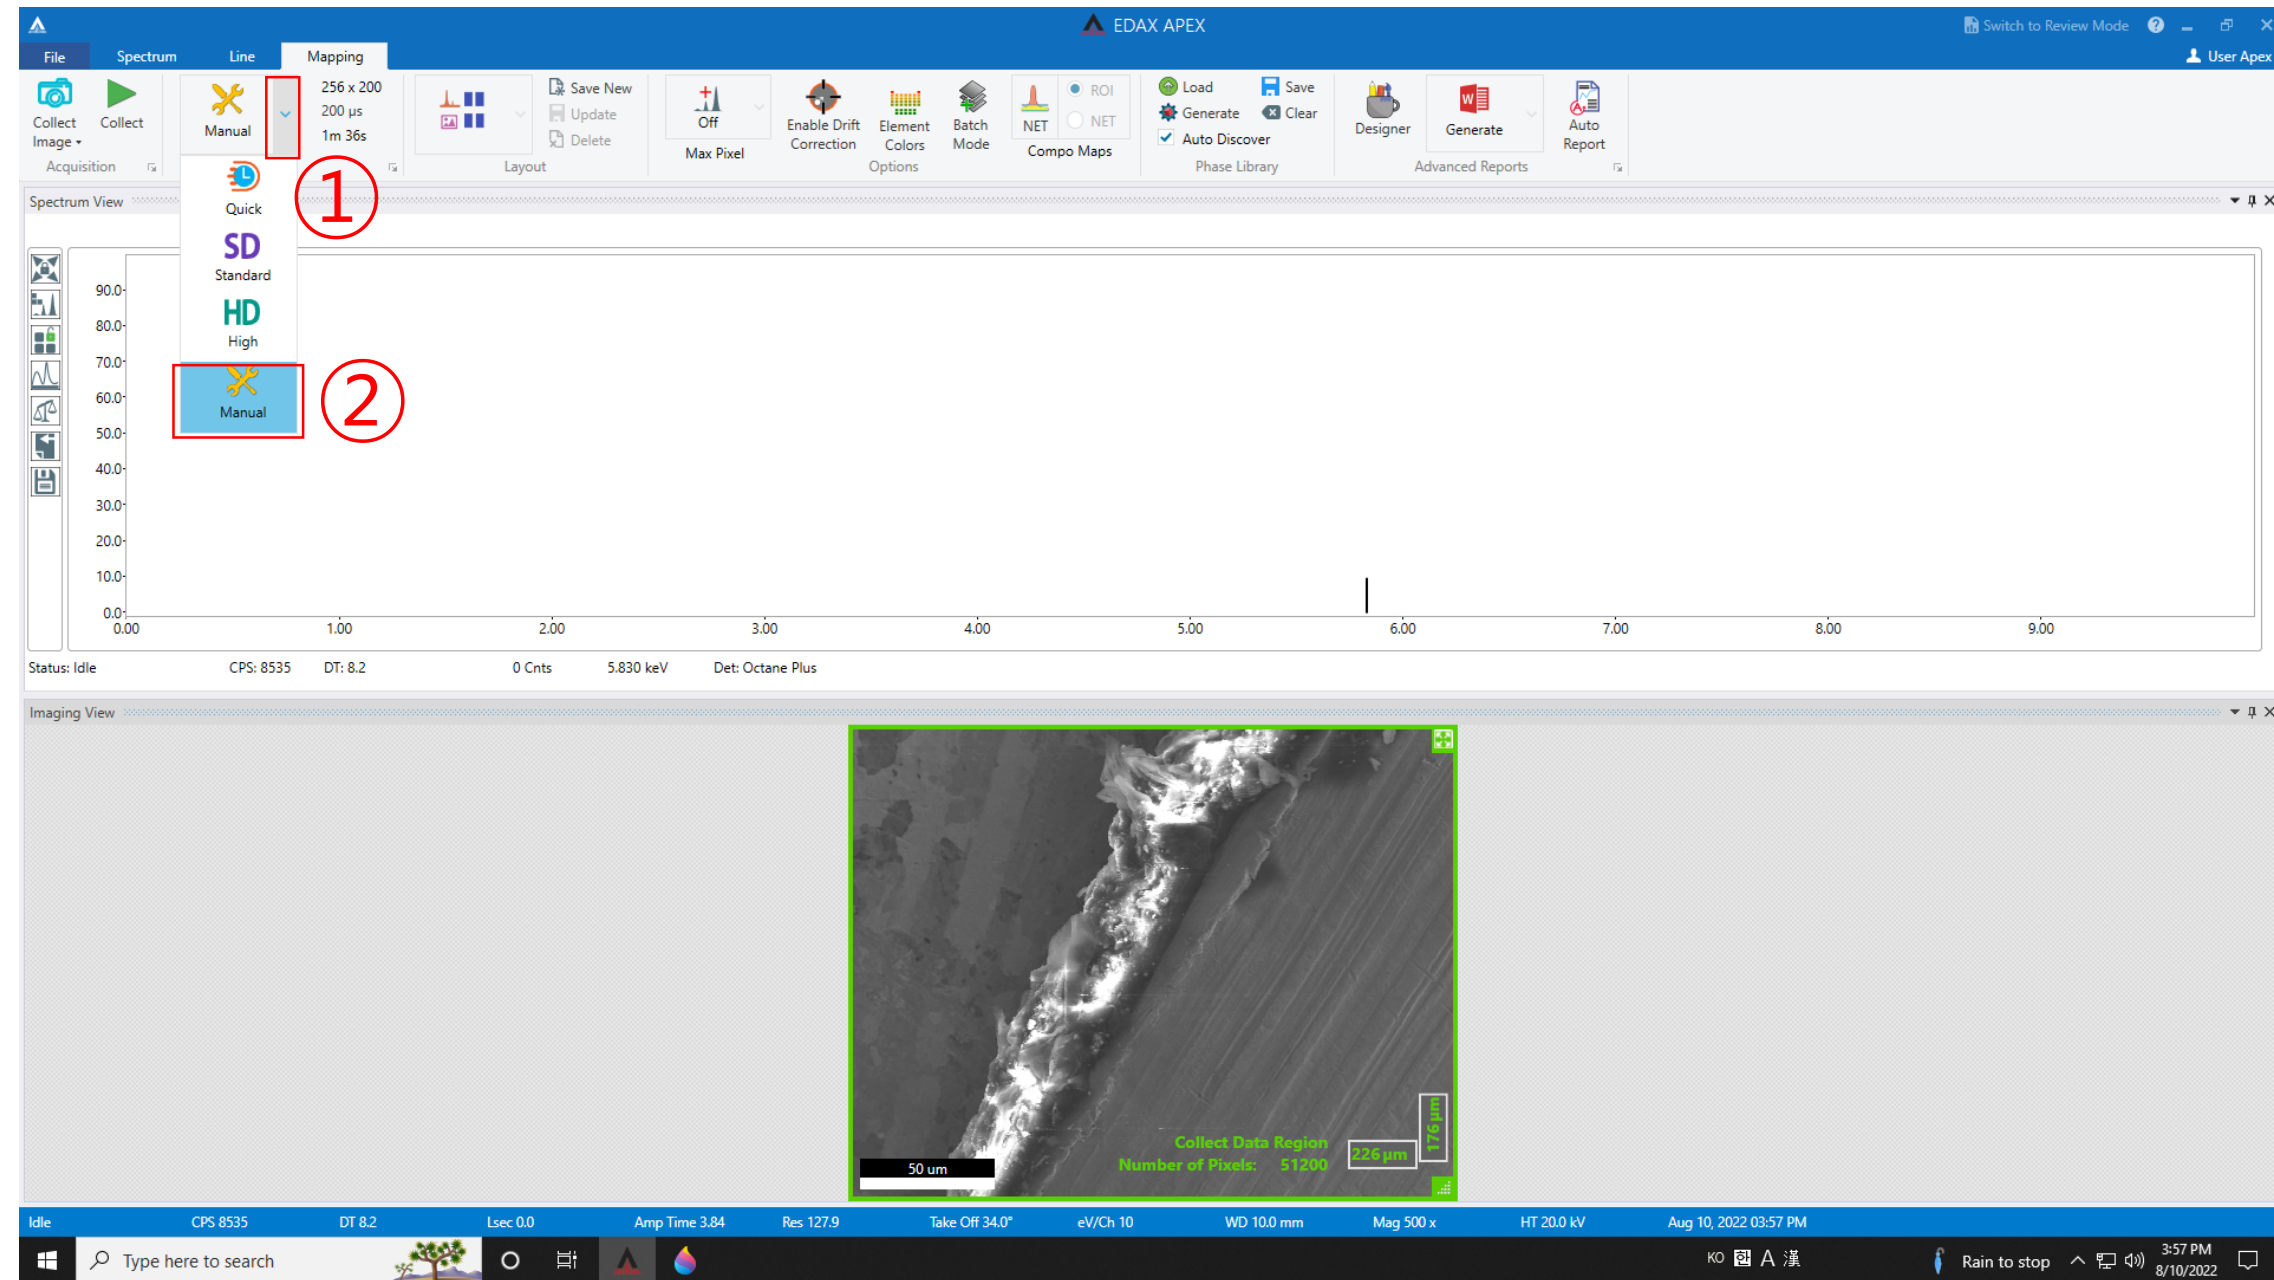 EDAX APEX
Switch to Review Mode
File
Spectrum
Line
Mapping
User Apex
Collect
Image
Collect
Acquisition
Manual
256 x 200
200 µs
1m 36s
Save New
Update
Delete
Layout
Off
Max Pixel
Enable Drift
Correction
Element
Colors
Batch
Mode
Options
NET
ROI
NET
Compo Maps
Load
Save
Generate
Clear
Auto Discover
Phase Library
Designer
W
Generate
Auto
Report
Advanced Reports
Quick
SD
Standard
HD
High
Manual
①
②
Spectrum View
90.0
80.0
70.0
60.0
50.0
40.0
30.0
20.0
10.0
0.0
0.00 1.00 2.00 3.00 4.00 5.00 6.00 7.00 8.00 9.00
Status: Idle CPS: 8535 DT: 8.2 0 Cnts 5.830 keV Det: Octane Plus
Imaging View
176 µm
Collect Data Region
Number of Pixels: 51200
226 µm
50 um
Idle CPS 8535 DT 8.2 Lsec 0.0 Amp Time 3.84 Res 127.9 Take Off 34.0° eV/Ch 10 WD 10.0 mm Mag 500 x HT 20.0 kV Aug 10, 2022 03:57 PM
Type here to search
KO 한 A 漢
Rain to stop
3:57 PM
8/10/2022